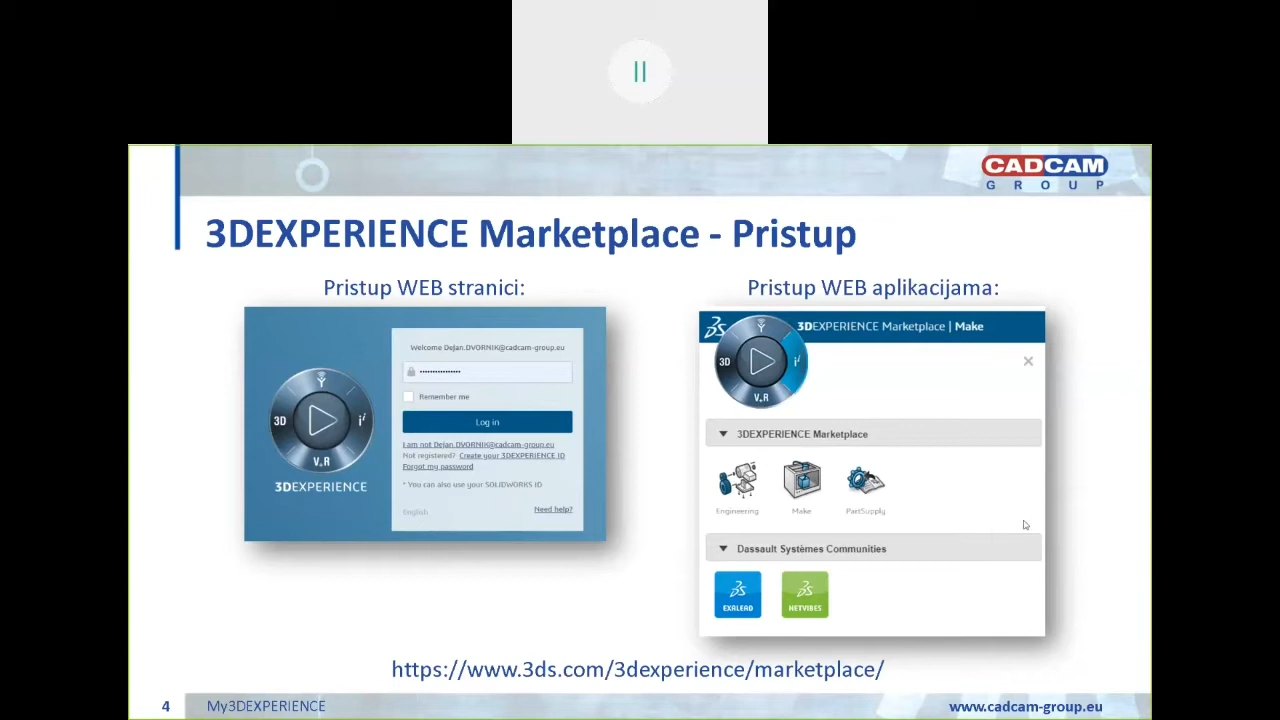 CADCAM
GROUP
3DEXPERIENCE Marketplace - Pristup
Pristup WEB stranici:
Welcome Dejan.DVORNIK@cadcam-group.eu
Remember me
Log in
I am not Dejan.DVORNIK@cadcam-group.eu
Not registered? Create your 3DEXPERIENCE ID
Forgot my password
* You can also use your SOLIDWORKS ID
English
Need help?
3D
i
V.R
3DEXPERIENCE
Pristup WEB aplikacijama:
3DEXPERIENCE Marketplace | Make
3D
i
V.R
3DEXPERIENCE Marketplace
Engineering
Make
PartSupply
Dassault Systèmes Communities
EXALEAD
NETVIBES
https://www.3ds.com/3dexperience/marketplace/
4
My3DEXPERIENCE
www.cadcam-group.eu